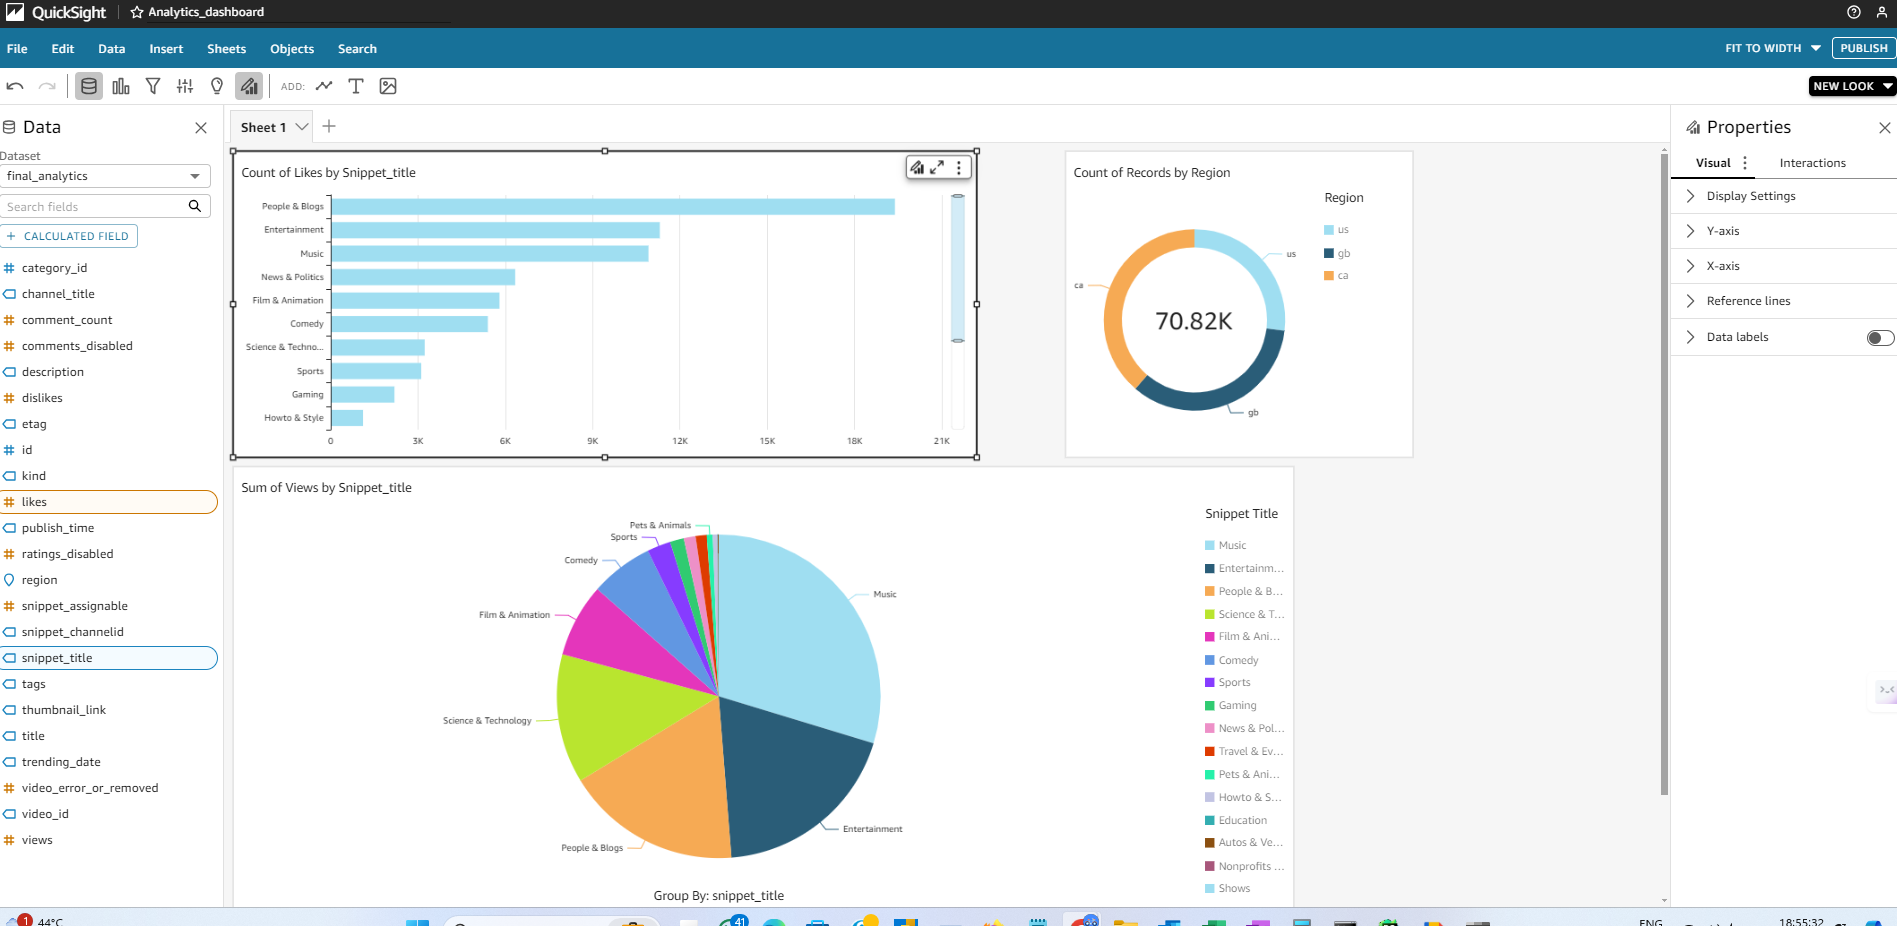 QuickSight
Analytics_dashboard
File Edit Data Insert Sheets Objects Search
FIT TO WIDTH
PUBLISH
ADD:
NEW LOOK
Data
Dataset
final_analytics
Search fields
+ CALCULATED FIELD
category_id
channel_title
comment_count
comments_disabled
description
dislikes
etag
id
kind
likes
publish_time
ratings_disabled
region
snippet_assignable
snippet_channelid
snippet_title
tags
thumbnail_link
title
trending_date
video_error_or_removed
video_id
views
Sheet 1
Count of Likes by Snippet_title
People & Blogs
Entertainment
Music
News & Politics
Film & Animation
Comedy
Science & Techno...
Sports
Gaming
Howto & Style
0 3K 6K 9K 12K 15K 18K 21K
Count of Records by Region
Region
us
gb
ca
us
ca
70.82K
gb
Sum of Views by Snippet_title
Pets & Animals
Sports
Comedy
Film & Animation
Science & Technology
People & Blogs
Music
Entertainment
Group By: snippet_title
Snippet Title
Music
Entertainm...
People & B...
Science & T...
Film & Ani...
Comedy
Sports
Gaming
News & Pol...
Travel & Ev...
Pets & Ani...
Howto & S...
Education
Autos & Ve...
Nonprofits ...
Shows
Properties
Visual
Interactions
Display Settings
Y-axis
X-axis
Reference lines
Data labels
1
44°C
41
ENG
18:55:32